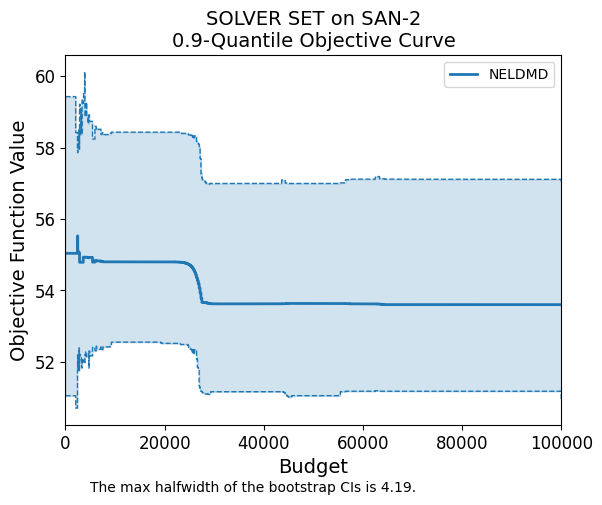 SOLVER SET on SAN-2
0.9-Quantile Objective Curve
NELDMD
Objective Function Value
60
58
56
54
52
0 20000 40000 60000 80000 100000
Budget
The max halfwidth of the bootstrap CIs is 4.19.